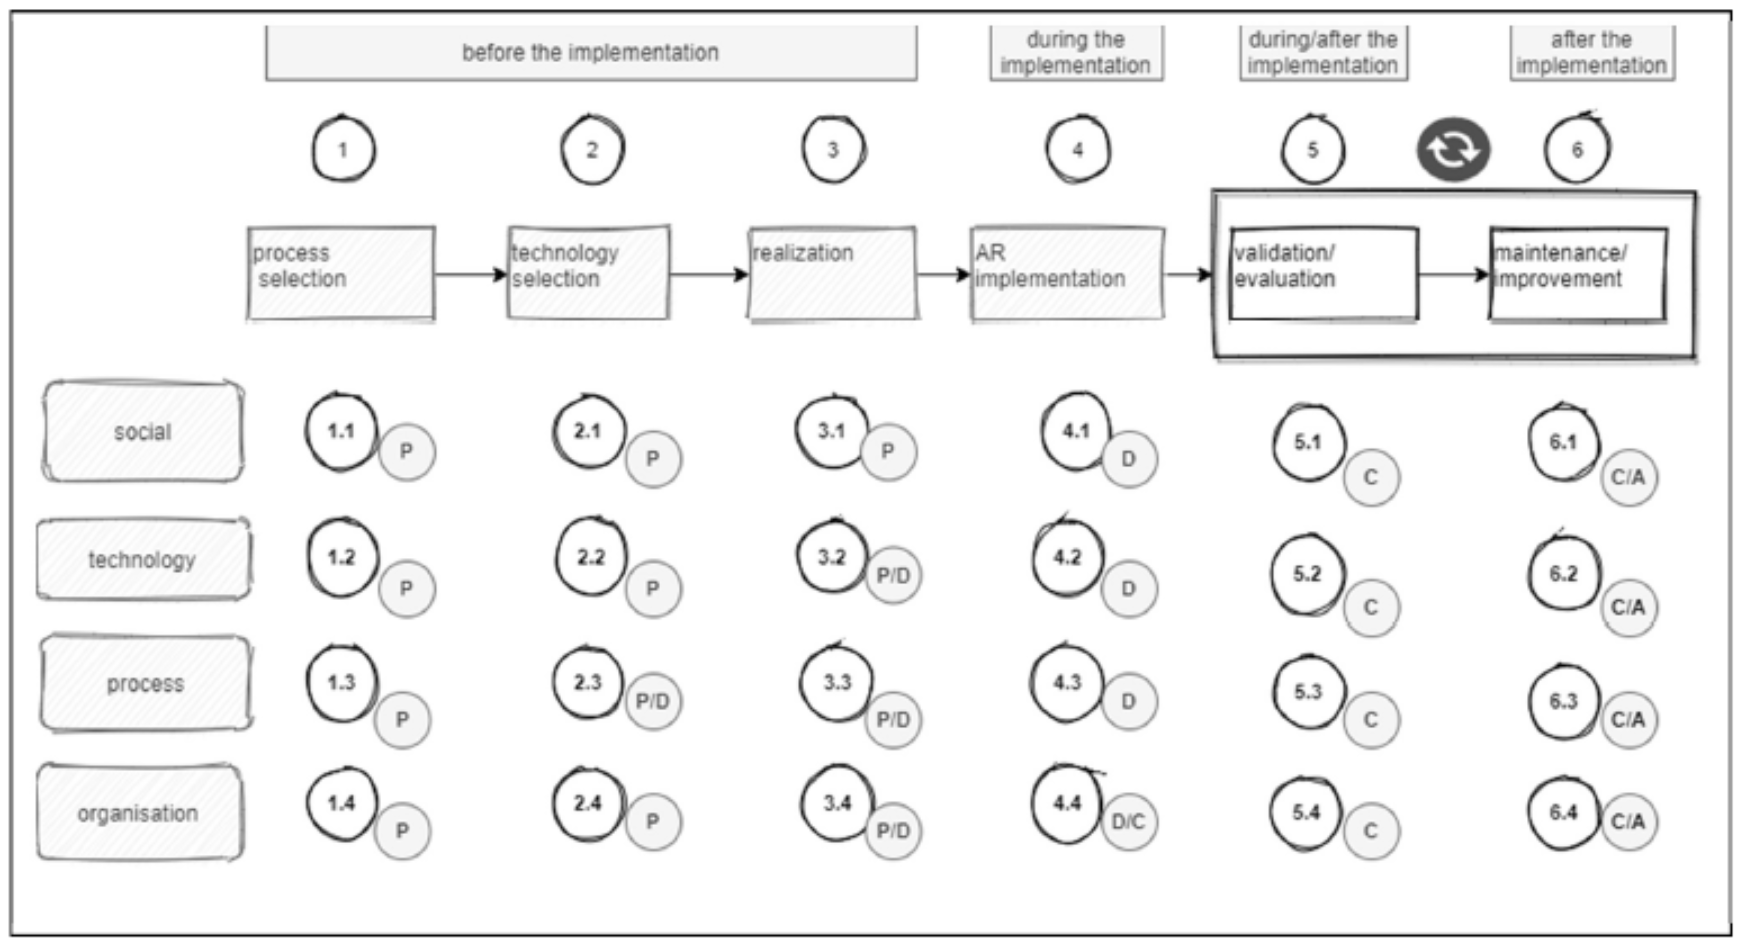 before the implementation
during the
implementation
during/after the
implementation
after the
implementation
1
2
3
4
5
6
process
selection
technology
selection
realization
AR
implementation
validation/
evaluation
maintenance/
improvement
social
1.1
P
2.1
P
3.1
P
4.1
D
5.1
C
6.1
C/A
technology
1.2
P
2.2
P
3.2
P/D
4.2
D
5.2
C
6.2
C/A
process
1.3
P
2.3
P/D
3.3
P/D
4.3
D
5.3
C
6.3
C/A
organisation
1.4
P
2.4
P
3.4
P/D
4.4
D/C
5.4
C
6.4
C/A